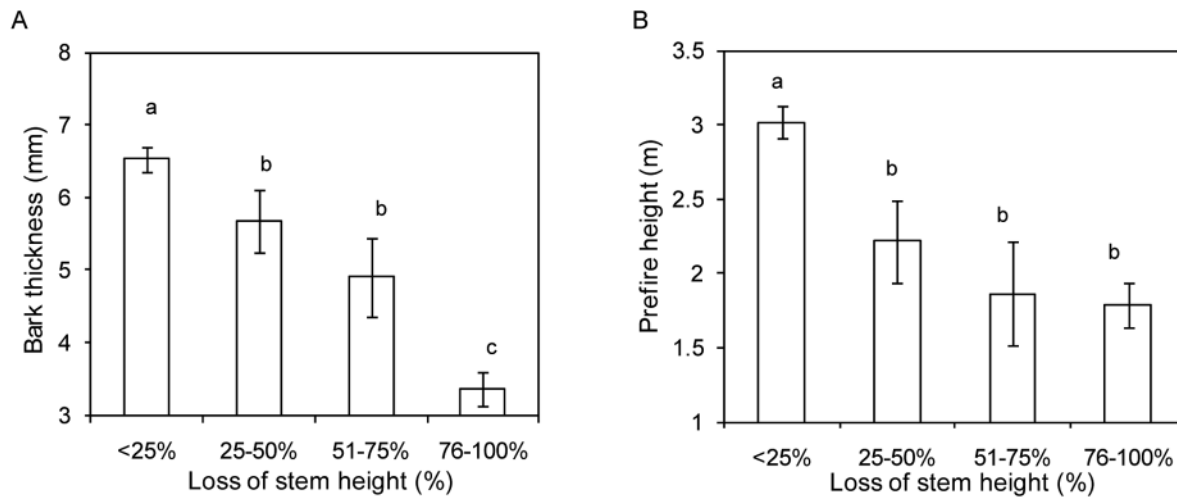 A
Bark thickness (mm)
8
7
6
5
4
3
a
b
b
c
<25%
25-50%
51-75%
76-100%
Loss of stem height (%)
B
Prefire height (m)
3.5
3
2.5
2
1.5
1
a
b
b
b
<25%
25-50%
51-75%
76-100%
Loss of stem height (%)